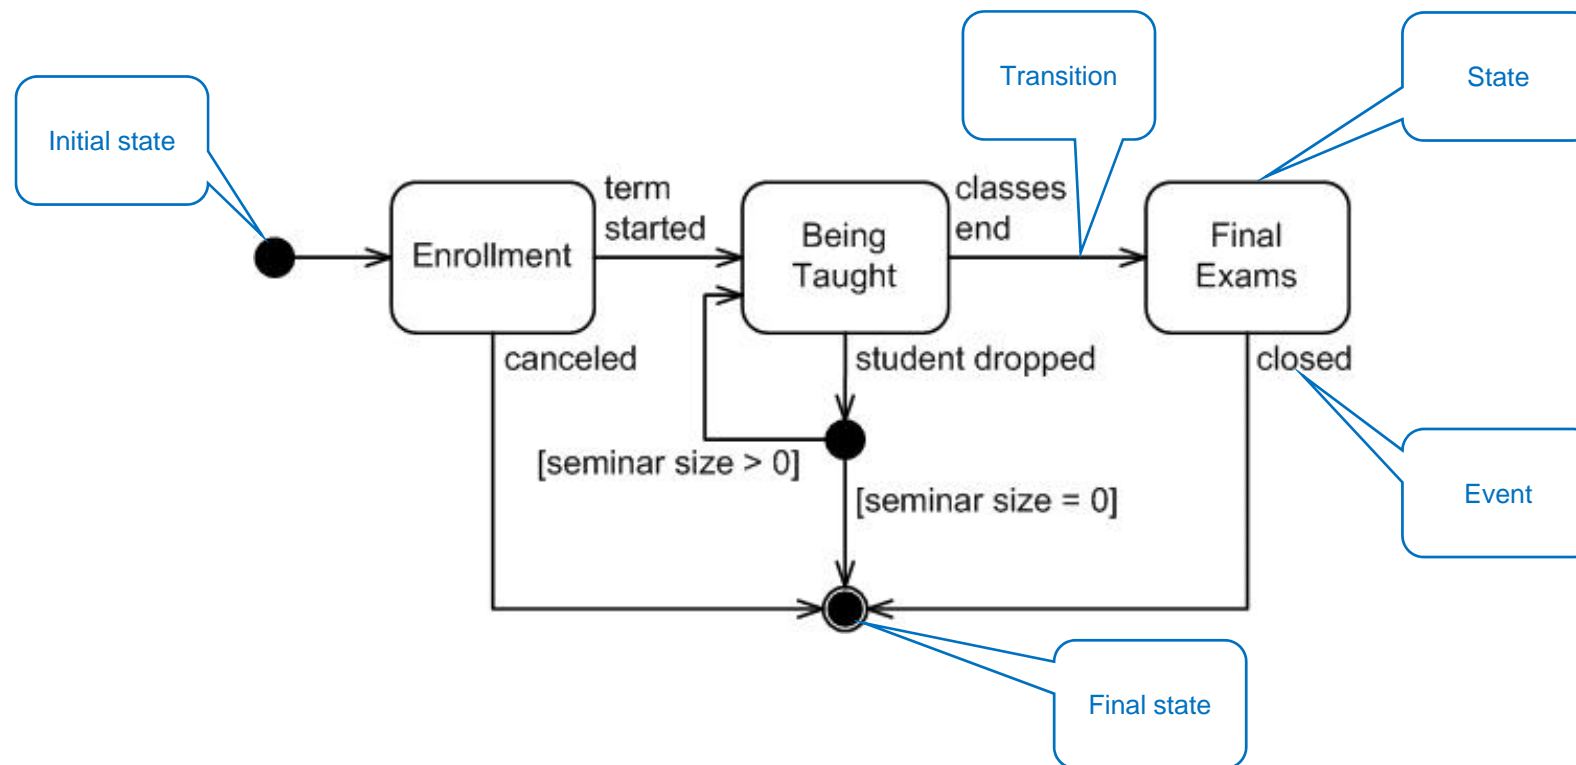 Transition
State
Initial state
term
started
classes
end
Enrollment
Being
Taught
Final
Exams
canceled
student dropped
closed
[seminar size > 0]
[seminar size = 0]
Event
Final state